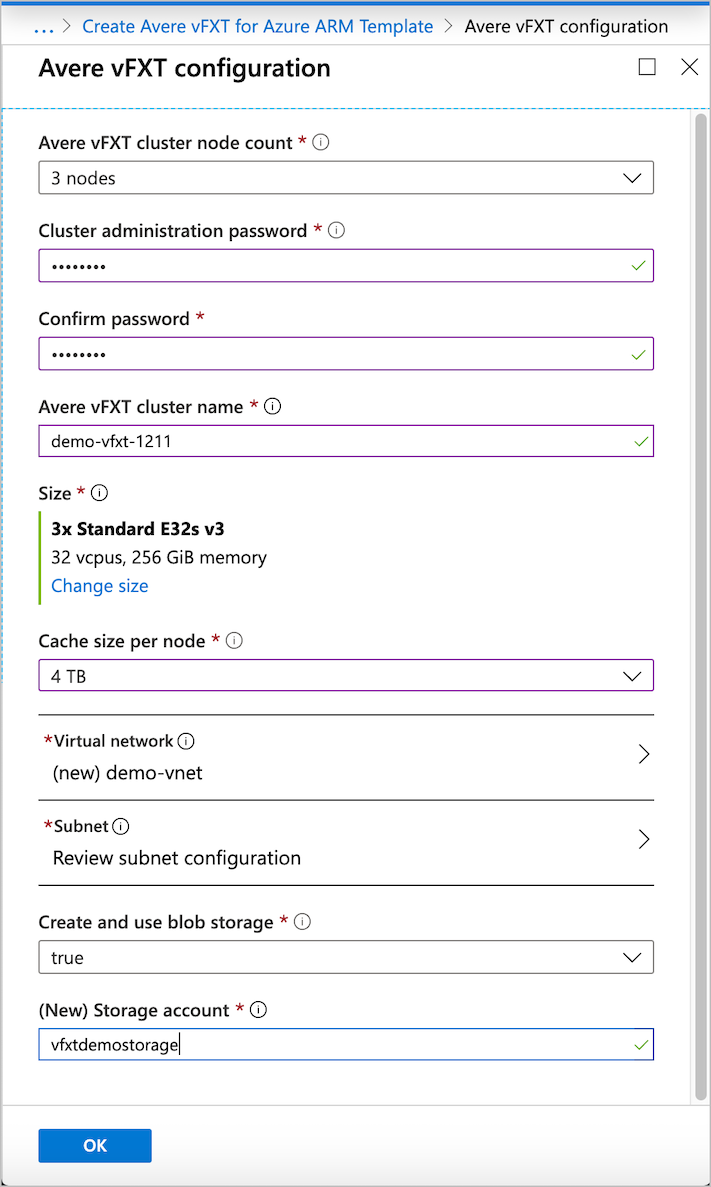 ... > Create Avere vFXT for Azure ARM Template > Avere vFXT configuration
Avere vFXT configuration
Avere vFXT cluster node count *
3 nodes
Cluster administration password *
••••••••
Confirm password *
••••••••
Avere vFXT cluster name *
demo-vfxt-1211
Size *
3x Standard E32s v3
32 vcpus, 256 GiB memory
Change size
Cache size per node *
4 TB
*Virtual network
(new) demo-vnet
*Subnet
Review subnet configuration
Create and use blob storage *
true
(New) Storage account *
vfxtdemostorage
OK